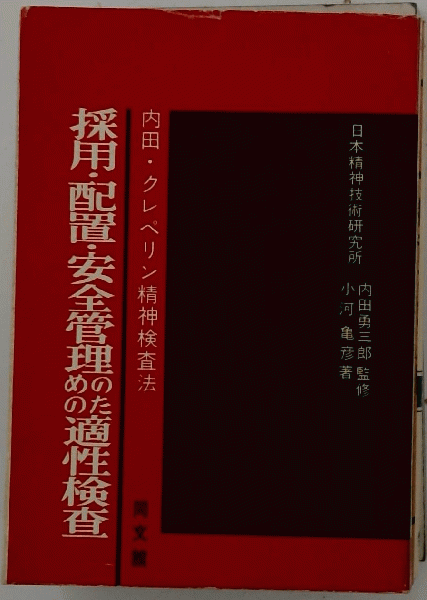 日本精神技術研究所
内田勇三郎 監修
小河亀彦 著
内田・クレペリン精神検査法
採用・配置・安全管理のための適性検査
同文館